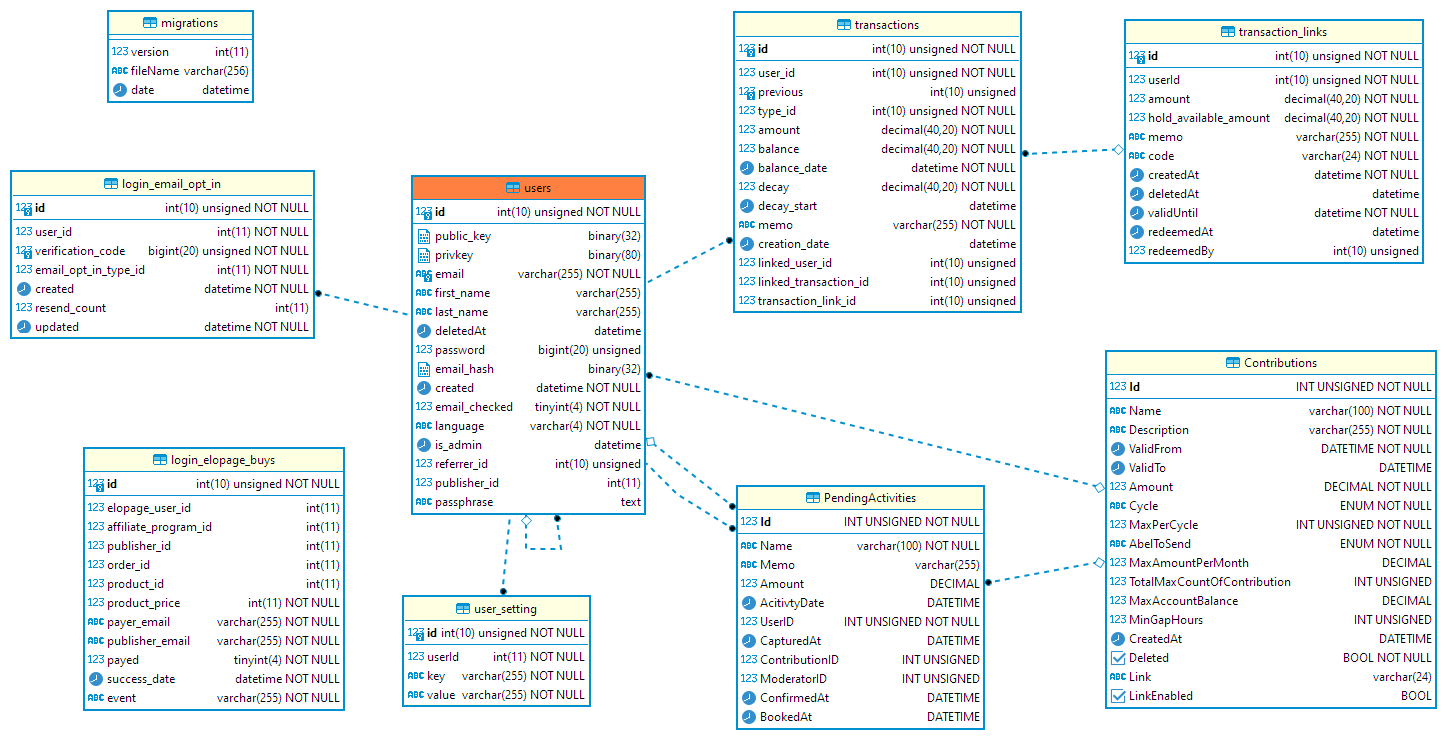 migrations
123 version int(11)
ABC fileName varchar(256)
date datetime
login_email_opt_in
123 id int(10) unsigned NOT NULL
123 user_id int(11) NOT NULL
123 verification_code bigint(20) unsigned NOT NULL
123 email_opt_in_type_id int(11) NOT NULL
created datetime NOT NULL
123 resend_count int(11)
updated datetime NOT NULL
login_elopage_buys
123 id int(10) unsigned NOT NULL
123 elopage_user_id int(11)
123 affiliate_program_id int(11)
123 publisher_id int(11)
123 order_id int(11)
123 product_id int(11)
123 product_price int(11) NOT NULL
ABC payer_email varchar(255) NOT NULL
ABC publisher_email varchar(255) NOT NULL
123 payed tinyint(4) NOT NULL
success_date datetime NOT NULL
ABC event varchar(255) NOT NULL
users
123 id int(10) unsigned NOT NULL
public_key binary(32)
privkey binary(80)
ABC email varchar(255) NOT NULL
ABC first_name varchar(255)
ABC last_name varchar(255)
deletedAt datetime
123 password bigint(20) unsigned
email_hash binary(32)
created datetime NOT NULL
123 email_checked tinyint(4) NOT NULL
ABC language varchar(4) NOT NULL
is_admin datetime
123 referrer_id int(10) unsigned
123 publisher_id int(11)
ABC passphrase text
user_setting
123 id int(10) unsigned NOT NULL
123 userId int(11) NOT NULL
ABC key varchar(255) NOT NULL
ABC value varchar(255) NOT NULL
transactions
123 id int(10) unsigned NOT NULL
123 user_id int(10) unsigned NOT NULL
123 previous int(10) unsigned
123 type_id int(10) unsigned NOT NULL
123 amount decimal(40,20) NOT NULL
123 balance decimal(40,20) NOT NULL
balance_date datetime NOT NULL
123 decay decimal(40,20) NOT NULL
decay_start datetime
ABC memo varchar(255) NOT NULL
creation_date datetime
123 linked_user_id int(10) unsigned
123 linked_transaction_id int(10) unsigned
123 transaction_link_id int(10) unsigned
transaction_links
123 id int(10) unsigned NOT NULL
123 userId int(10) unsigned NOT NULL
123 amount decimal(40,20) NOT NULL
123 hold_available_amount decimal(40,20) NOT NULL
ABC memo varchar(255) NOT NULL
ABC code varchar(24) NOT NULL
createdAt datetime NOT NULL
deletedAt datetime
validUntil datetime NOT NULL
redeemedAt datetime
123 redeemedBy int(10) unsigned
PendingActivities
123 Id INT UNSIGNED NOT NULL
ABC Name varchar(100) NOT NULL
ABC Memo varchar(255)
123 Amount DECIMAL
AcitivtyDate DATETIME
123 UserID INT UNSIGNED NOT NULL
CapturedAt DATETIME
123 ContributionID INT UNSIGNED
123 ModeratorID INT UNSIGNED
ConfirmedAt DATETIME
BookedAt DATETIME
Contributions
123 Id INT UNSIGNED NOT NULL
ABC Name varchar(100) NOT NULL
ABC Description varchar(255) NOT NULL
ValidFrom DATETIME NOT NULL
ValidTo DATETIME
123 Amount DECIMAL NOT NULL
ABC Cycle ENUM NOT NULL
123 MaxPerCycle INT UNSIGNED NOT NULL
ABC AbelToSend ENUM NOT NULL
123 MaxAmountPerMonth DECIMAL
123 TotalMaxCountOfContribution INT UNSIGNED
123 MaxAccountBalance DECIMAL
123 MinGapHours INT UNSIGNED
CreatedAt DATETIME
Deleted BOOL NOT NULL
ABC Link varchar(24)
LinkEnabled BOOL